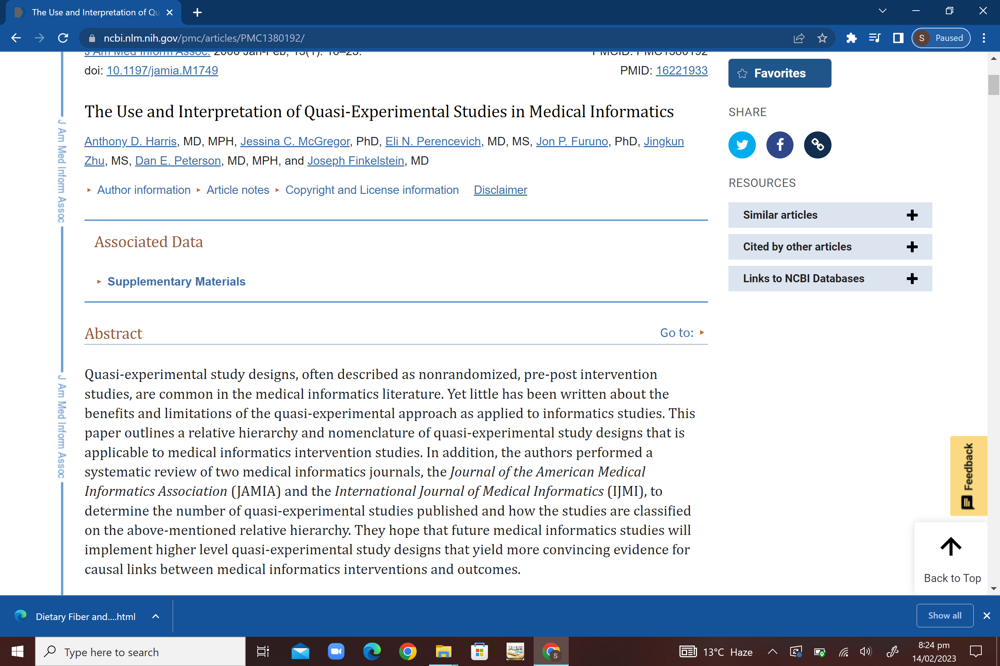 The Use and Interpretation of Qu
ncbi.nlm.nih.gov/pmc/articles/PMC1380192/
S Paused
J Am Med Inform Assoc. 2006 Jan-Feb; 13(1): 16–23.
PMCID: PMC1380192
doi: 10.1197/jamia.M1749
PMID: 16221933
The Use and Interpretation of Quasi-Experimental Studies in Medical Informatics
Anthony D. Harris, MD, MPH, Jessina C. McGregor, PhD, Eli N. Perencevich, MD, MS, Jon P. Furuno, PhD, Jingkun
Zhu, MS, Dan E. Peterson, MD, MPH, and Joseph Finkelstein, MD
Author information Article notes Copyright and License information Disclaimer
J Am Med Inform Assoc
Associated Data
Supplementary Materials
Abstract
Go to:
Quasi-experimental study designs, often described as nonrandomized, pre-post intervention
studies, are common in the medical informatics literature. Yet little has been written about the
benefits and limitations of the quasi-experimental approach as applied to informatics studies. This
paper outlines a relative hierarchy and nomenclature of quasi-experimental study designs that is
applicable to medical informatics intervention studies. In addition, the authors performed a
systematic review of two medical informatics journals, the Journal of the American Medical
Informatics Association (JAMIA) and the International Journal of Medical Informatics (IJMI), to
determine the number of quasi-experimental studies published and how the studies are classified
on the above-mentioned relative hierarchy. They hope that future medical informatics studies will
implement higher level quasi-experimental study designs that yield more convincing evidence for
causal links between medical informatics interventions and outcomes.
J Am Med Inform Assoc
Favorites
SHARE
RESOURCES
Similar articles
Cited by other articles
Links to NCBI Databases
Feedback
Back to Top
Dietary Fiber and....html
Show all
Type here to search
InPage
S
13°C Haze
8:24 pm
14/02/2023